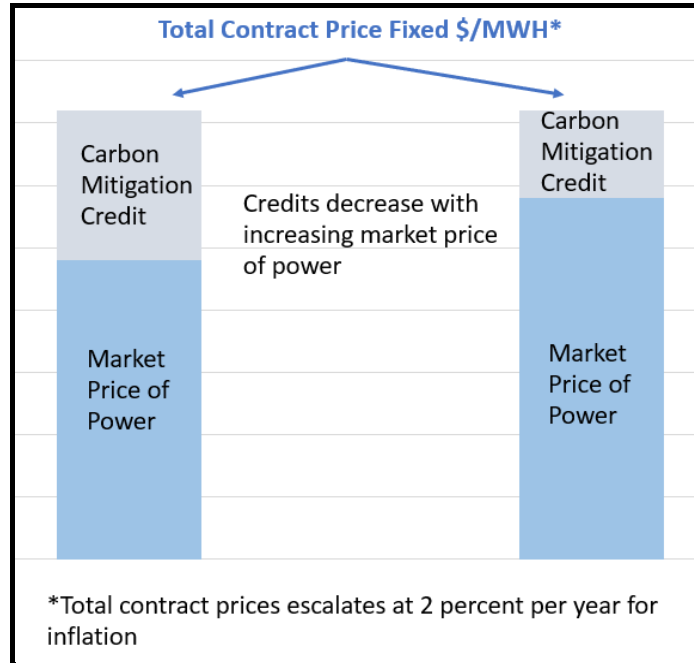 Total Contract Price Fixed $/MWH*
Carbon
Mitigation
Credit
Carbon
Mitigation
Credit
Credits decrease with
increasing market price
of power
Market
Price of
Power
Market
Price of
Power
*Total contract prices escalates at 2 percent per year for
inflation